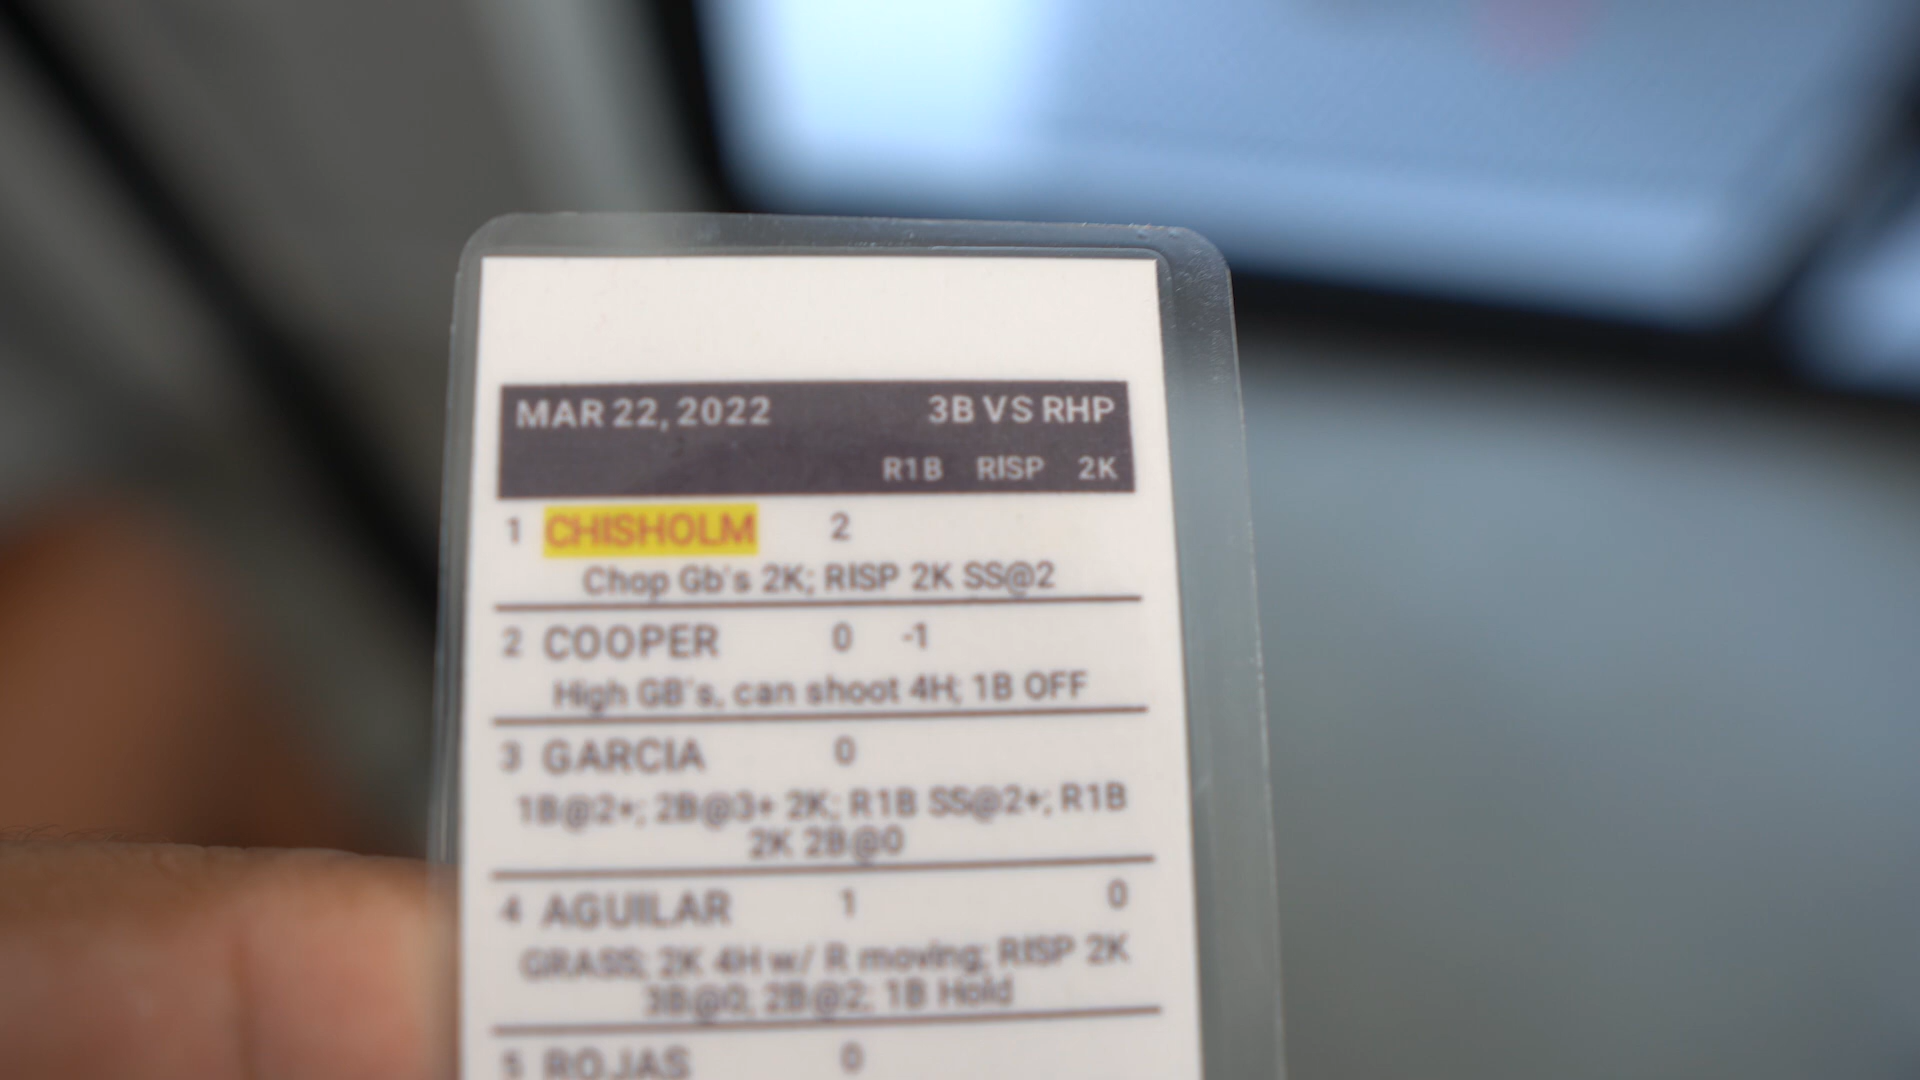 MAR 22, 2022 3B VS RHP
R1B RISP 2K
1 CHISHOLM 2
Chop Gb's 2K; RISP 2K SS@2
2 COOPER 0 -1
High GB's, can shoot 4H; 1B OFF
3 GARCIA 0
1B@2+; 2B@3+ 2K; R1B SS@2+; R1B
2K 2B@0
4 AGUILAR 1 0
GRASS; 2K 4H w/ R moving; RISP 2K
3B@0; 2B@2; 1B Hold
5 ROJAS 0